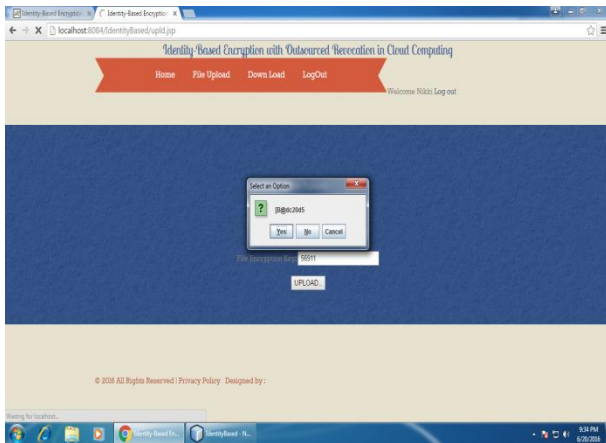 Identity-Based Encryption
Identity-Based Encryption
localhost:8084/IdentityBased/upld.jsp
Identity-Based Encryption with Outsourced Revocation in Cloud Computing
Home File Upload Down Load LogOut
Welcome Nikki Log out
Select an Option
[B@dc20d5
Yes No Cancel
File Encryption Key 56911
UPLOAD..
© 2016 All Rights Reserved | Privacy Policy Designed by :
Waiting for localhost...
Identity-Based En... IdentityBased - N...
9:34 PM
6/20/2016